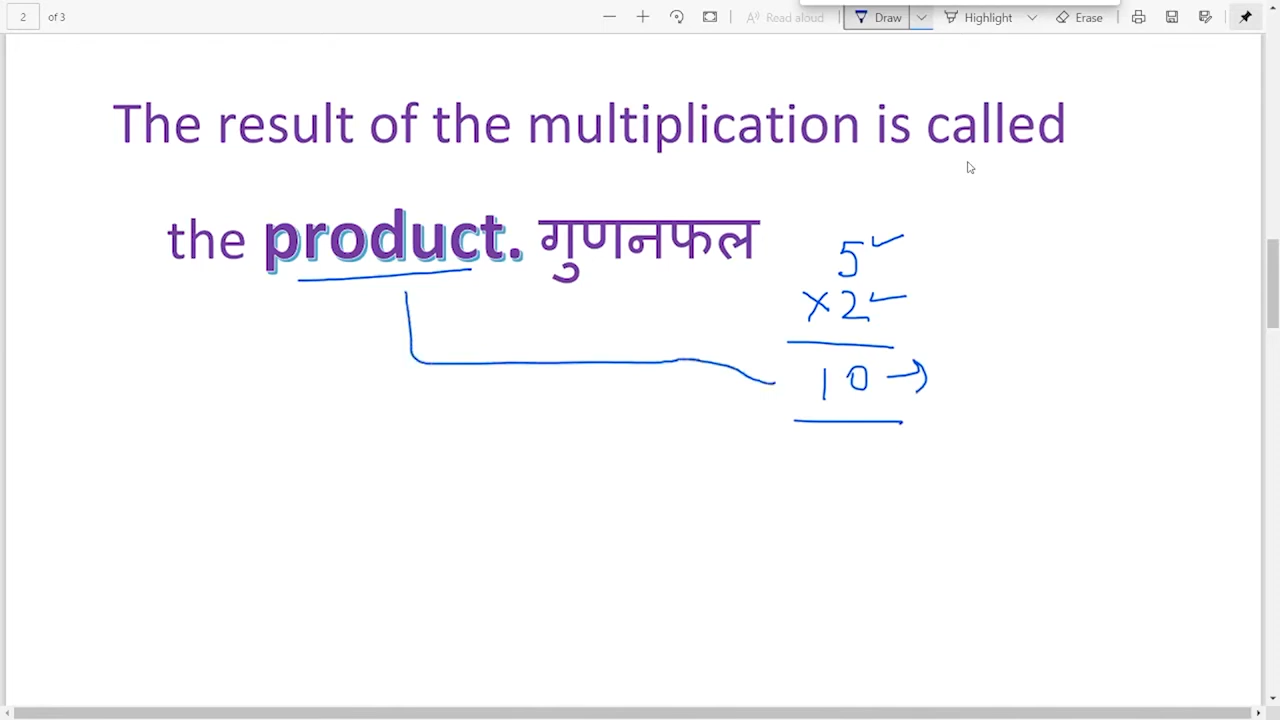 2 of 3 Read aloud Draw Highlight Erase
The result of the multiplication is called
the product. गुणनफल
5
×2
10